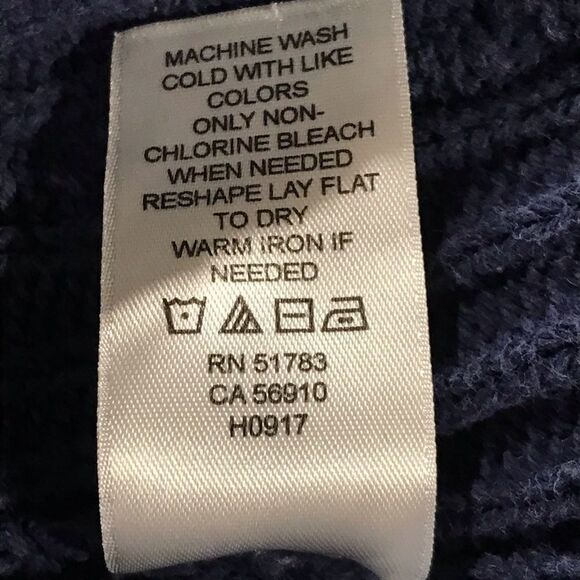 MACHINE WASH
COLD WITH LIKE
COLORS
ONLY NON-
CHLORINE BLEACH
WHEN NEEDED
RESHAPE LAY FLAT
TO DRY
WARM IRON IF
NEEDED
RN 51783
CA 56910
H0917